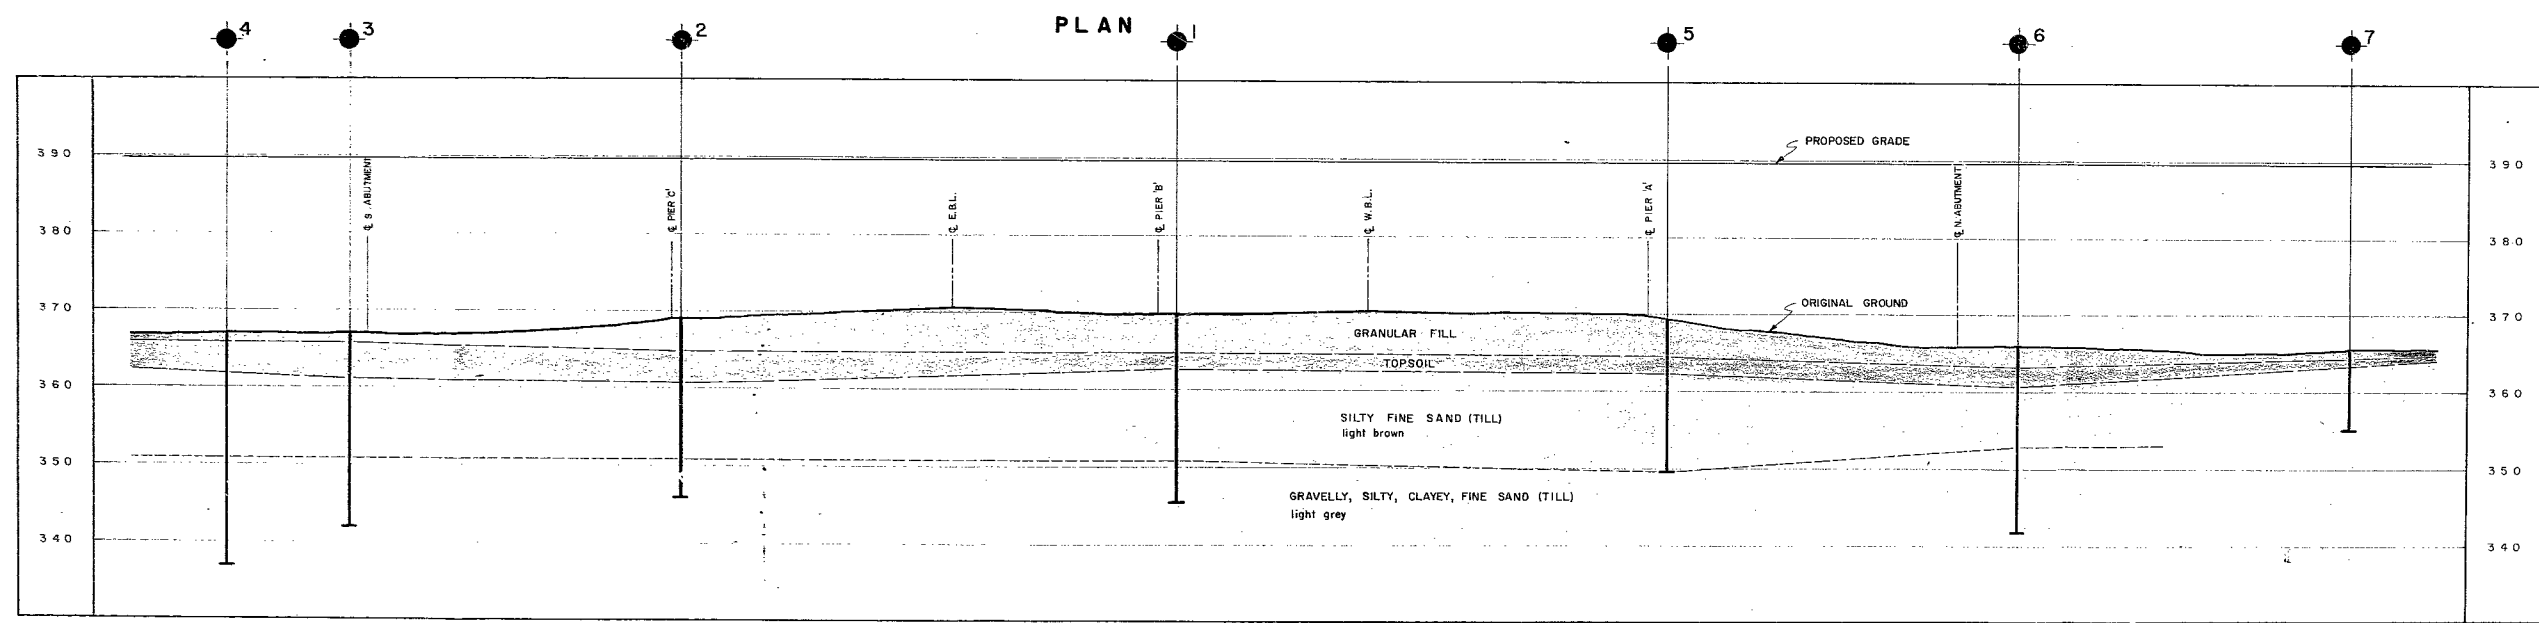 PLAN
4 3 2 1 5 6 7
PROPOSED GRADE
390 390
℄ S. ABUTMENT
℄ PIER 'C'
℄ E.B.L.
℄ PIER 'B'
℄ W.B.L.
℄ PIER 'A'
℄ N. ABUTMENT
380 380
ORIGINAL GROUND
370 370
GRANULAR FILL
TOPSOIL
360 360
SILTY FINE SAND (TILL)
light brown
350 350
GRAVELLY, SILTY, CLAYEY, FINE SAND (TILL)
light grey
340 340